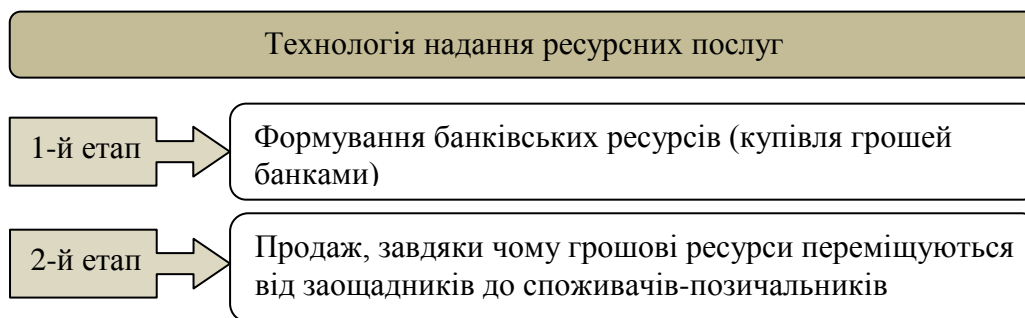 Технологія надання ресурсних послуг
1-й етап
Формування банківських ресурсів (купівля грошей
банками)
2-й етап
Продаж, завдяки чому грошові ресурси переміщуються
від заощадників до споживачів-позичальників